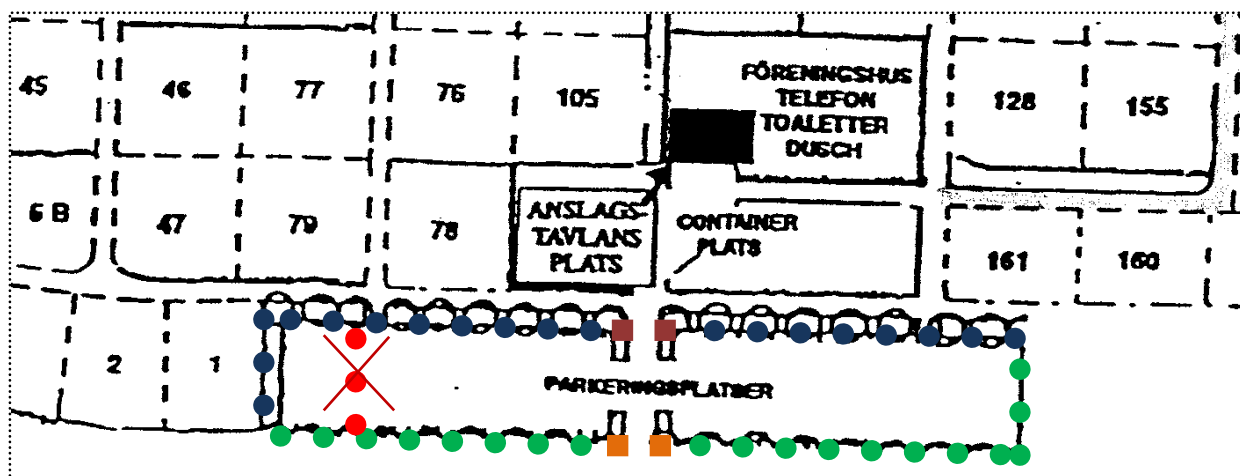 45
46
77
76
105
FÖRENINGSHUS
TELEFON
TOALETTER
DUSCH
128
155
6 B
47
79
78
ANSLAGS-
TAVLANS
PLATS
CONTAINER
PLATS
161
160
2
1
PARKERINGSPLATSER